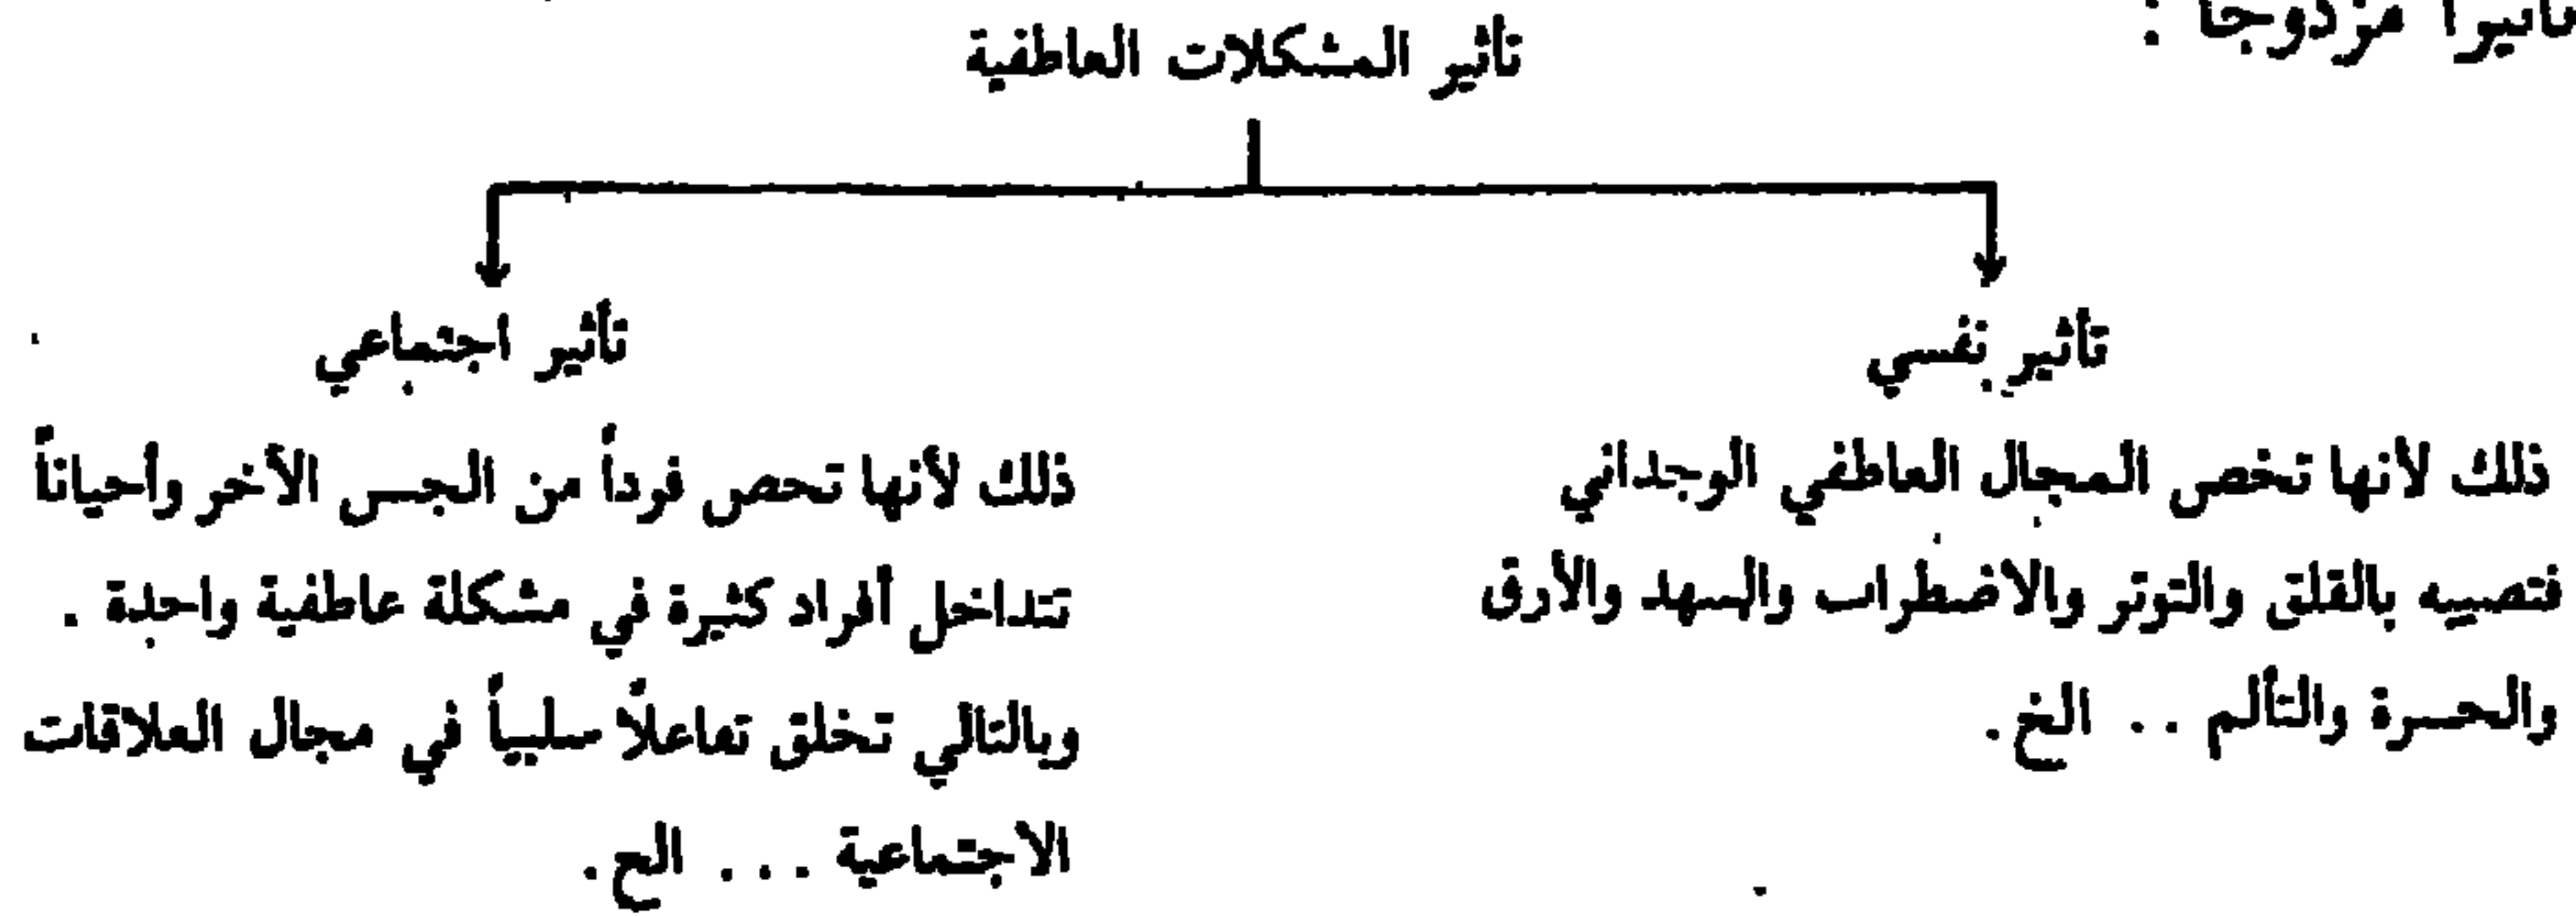 تأثيراً مزدوجاً :
تأثير المشكلات العاطفية
تأثير نفسي
ذلك لأنها تخص المجال العاطفي الوجداني
فتصيبه بالقلق والتوتر والاضطراب والسهد والأرق
والحسرة والتألم .. الخ.
تأثير اجتماعي
ذلك لأنها تخص فرداً من الجنس الأخر وأحياناً
تتداخل أفراد كثيرة في مشكلة عاطفية واحدة .
وبالتالي تخلق تفاعلاً سلبياً في مجال العلاقات
الاجتماعية ... الخ.